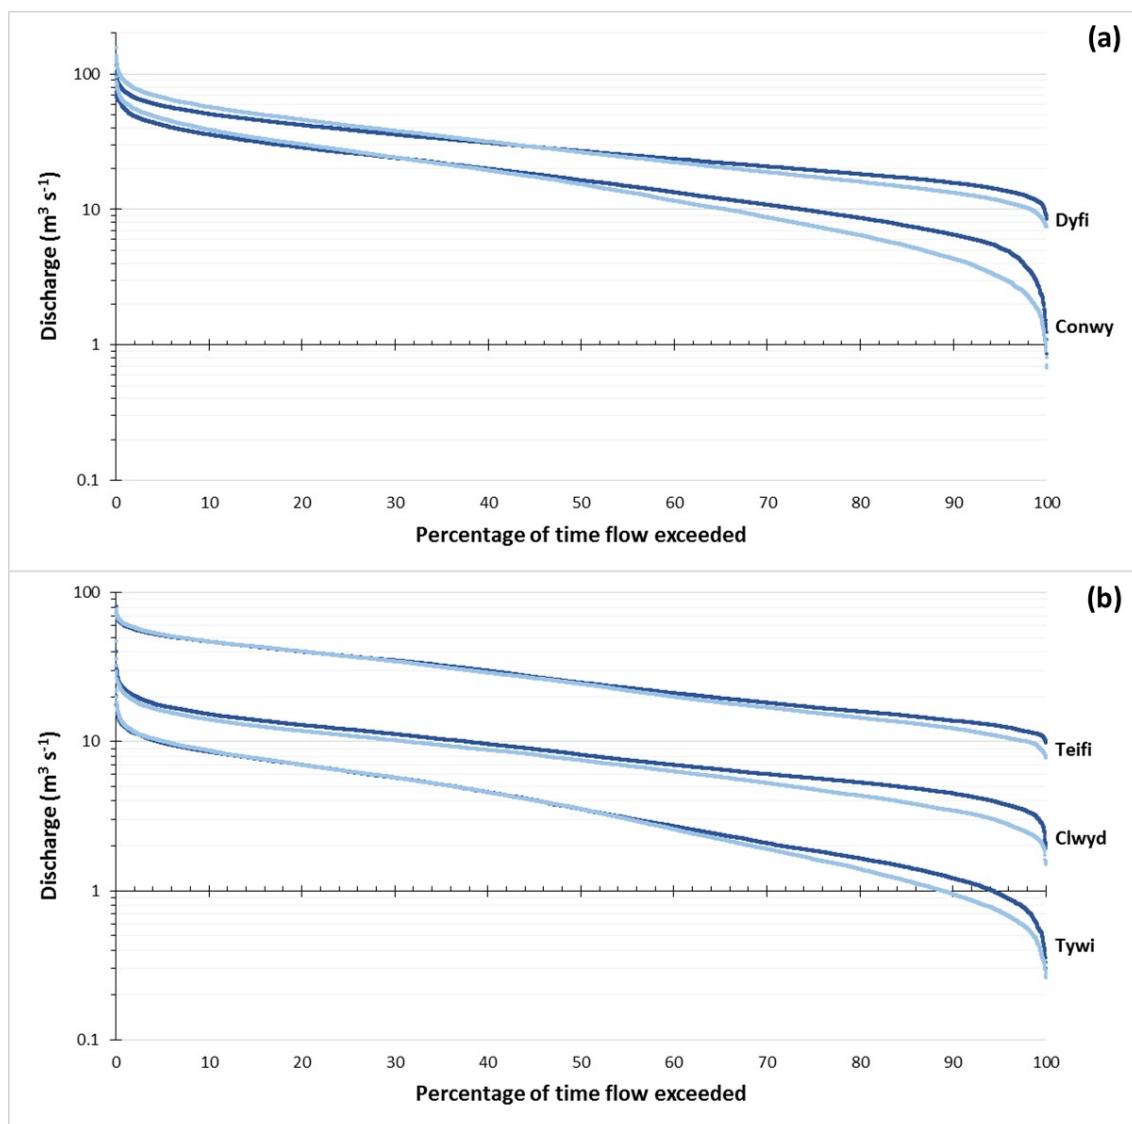 (a)
100
10
1
0.1
Discharge (m³ s⁻¹)
Dyfi
Conwy
0 10 20 30 40 50 60 70 80 90 100
Percentage of time flow exceeded
(b)
100
10
1
0.1
Discharge (m³ s⁻¹)
Teifi
Clwyd
Tywi
0 10 20 30 40 50 60 70 80 90 100
Percentage of time flow exceeded